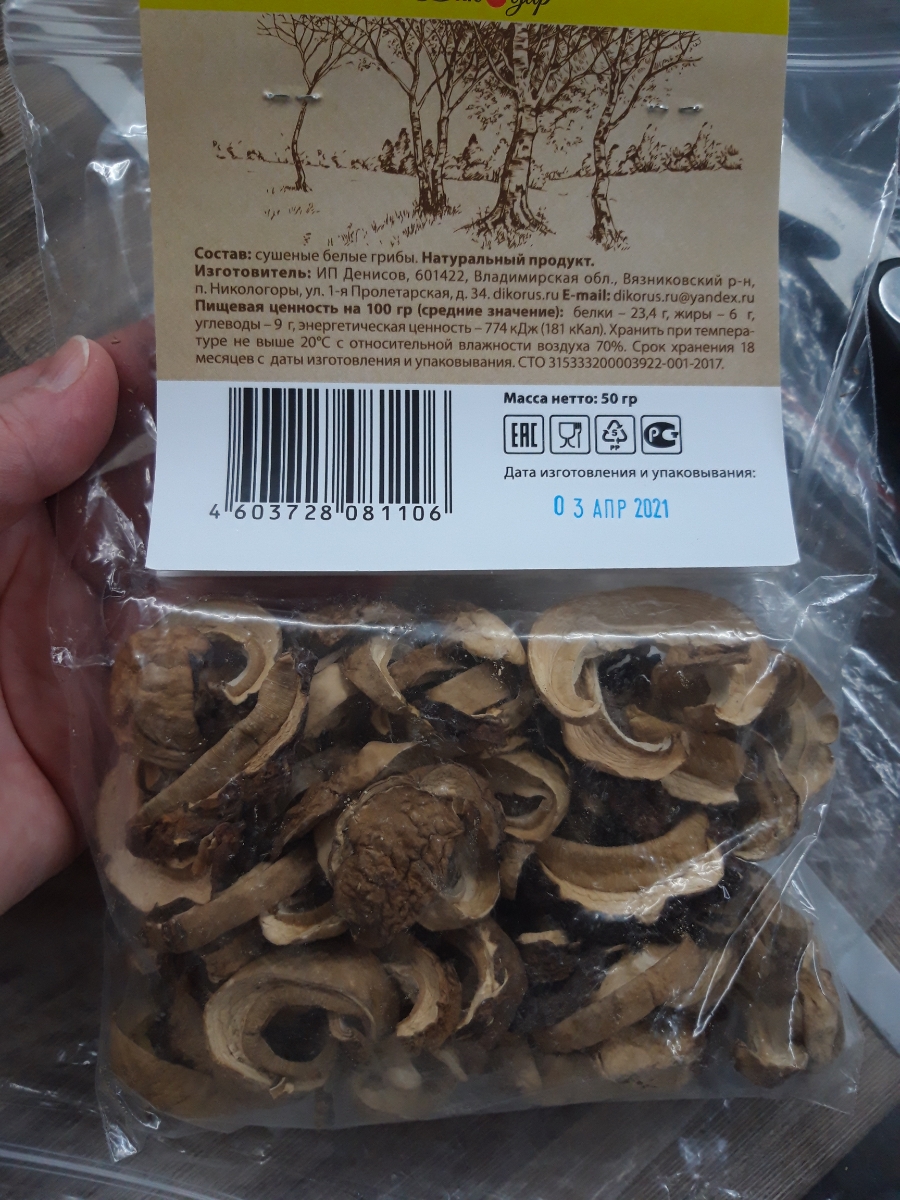 Состав: сушеные белые грибы. Натуральный продукт.
Изготовитель: ИП Денисов, 601422, Владимирская обл., Вязниковский р-н,
п. Никологоры, ул. 1-я Пролетарская, д. 34. dikorus.ru E-mail: dikorus.ru@yandex.ru
Пищевая ценность на 100 гр (средние значение): белки – 23,4 г, жиры – 6 г,
углеводы – 9 г, энергетическая ценность – 774 кДж (181 кКал). Хранить при темпера-
туре не выше 20°С с относительной влажности воздуха 70%. Срок хранения 18
месяцев с даты изготовления и упаковывания. СТО 315333200003922-001-2017.
Масса нетто: 50 гр
EAC
5
PP
РС
Дата изготовления и упаковывания:
03 АПР 2021
4 603728 081106